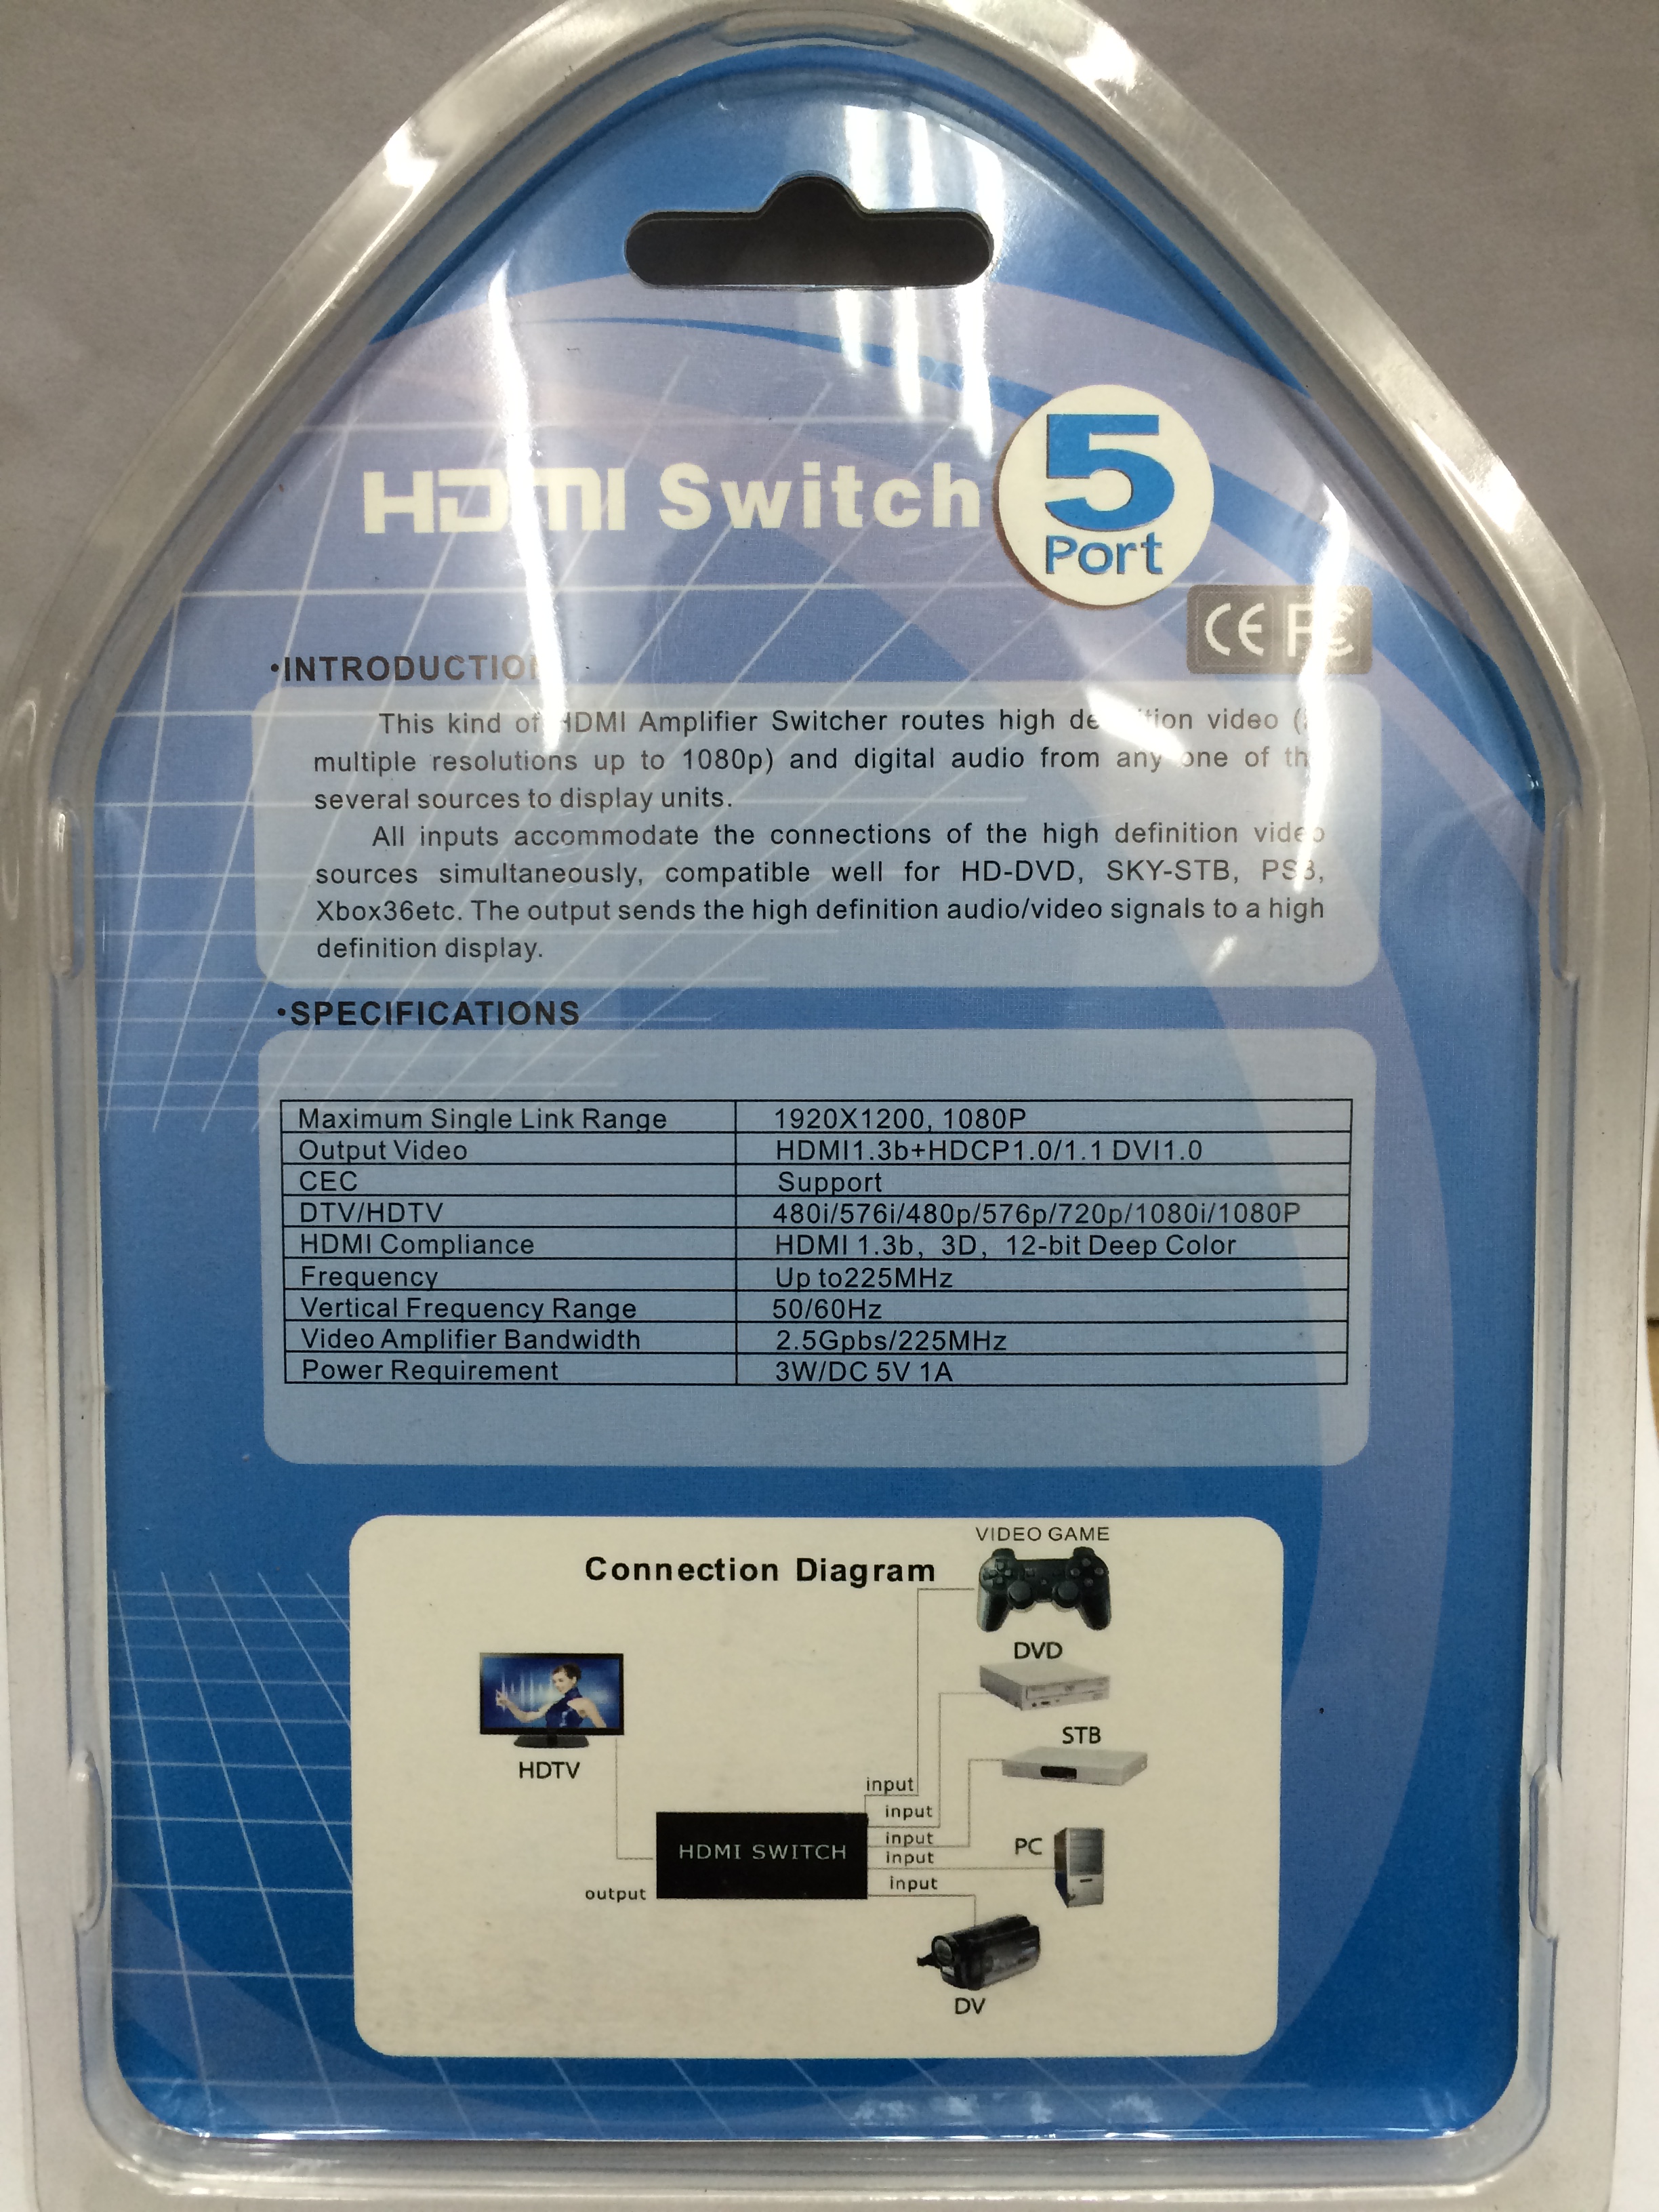 HDMI Switch
5
Port
CE FC
•INTRODUCTION
This kind of HDMI Amplifier Switcher routes high definition video (
multiple resolutions up to 1080p) and digital audio from any one of th
several sources to display units.
All inputs accommodate the connections of the high definition video
sources simultaneously, compatible well for HD-DVD, SKY-STB, PS3,
Xbox36etc. The output sends the high definition audio/video signals to a high
definition display.
•SPECIFICATIONS
Maximum Single Link Range 1920X1200, 1080P
Output Video HDMI1.3b+HDCP1.0/1.1 DVI1.0
CEC Support
DTV/HDTV 480i/576i/480p/576p/720p/1080i/1080P
HDMI Compliance HDMI 1.3b, 3D, 12-bit Deep Color
Frequency Up to225MHz
Vertical Frequency Range 50/60Hz
Video Amplifier Bandwidth 2.5Gpbs/225MHz
Power Requirement 3W/DC 5V 1A
VIDEO GAME
Connection Diagram
DVD
STB
HDTV
input
input
input
input
input
HDMI SWITCH
PC
output
DV